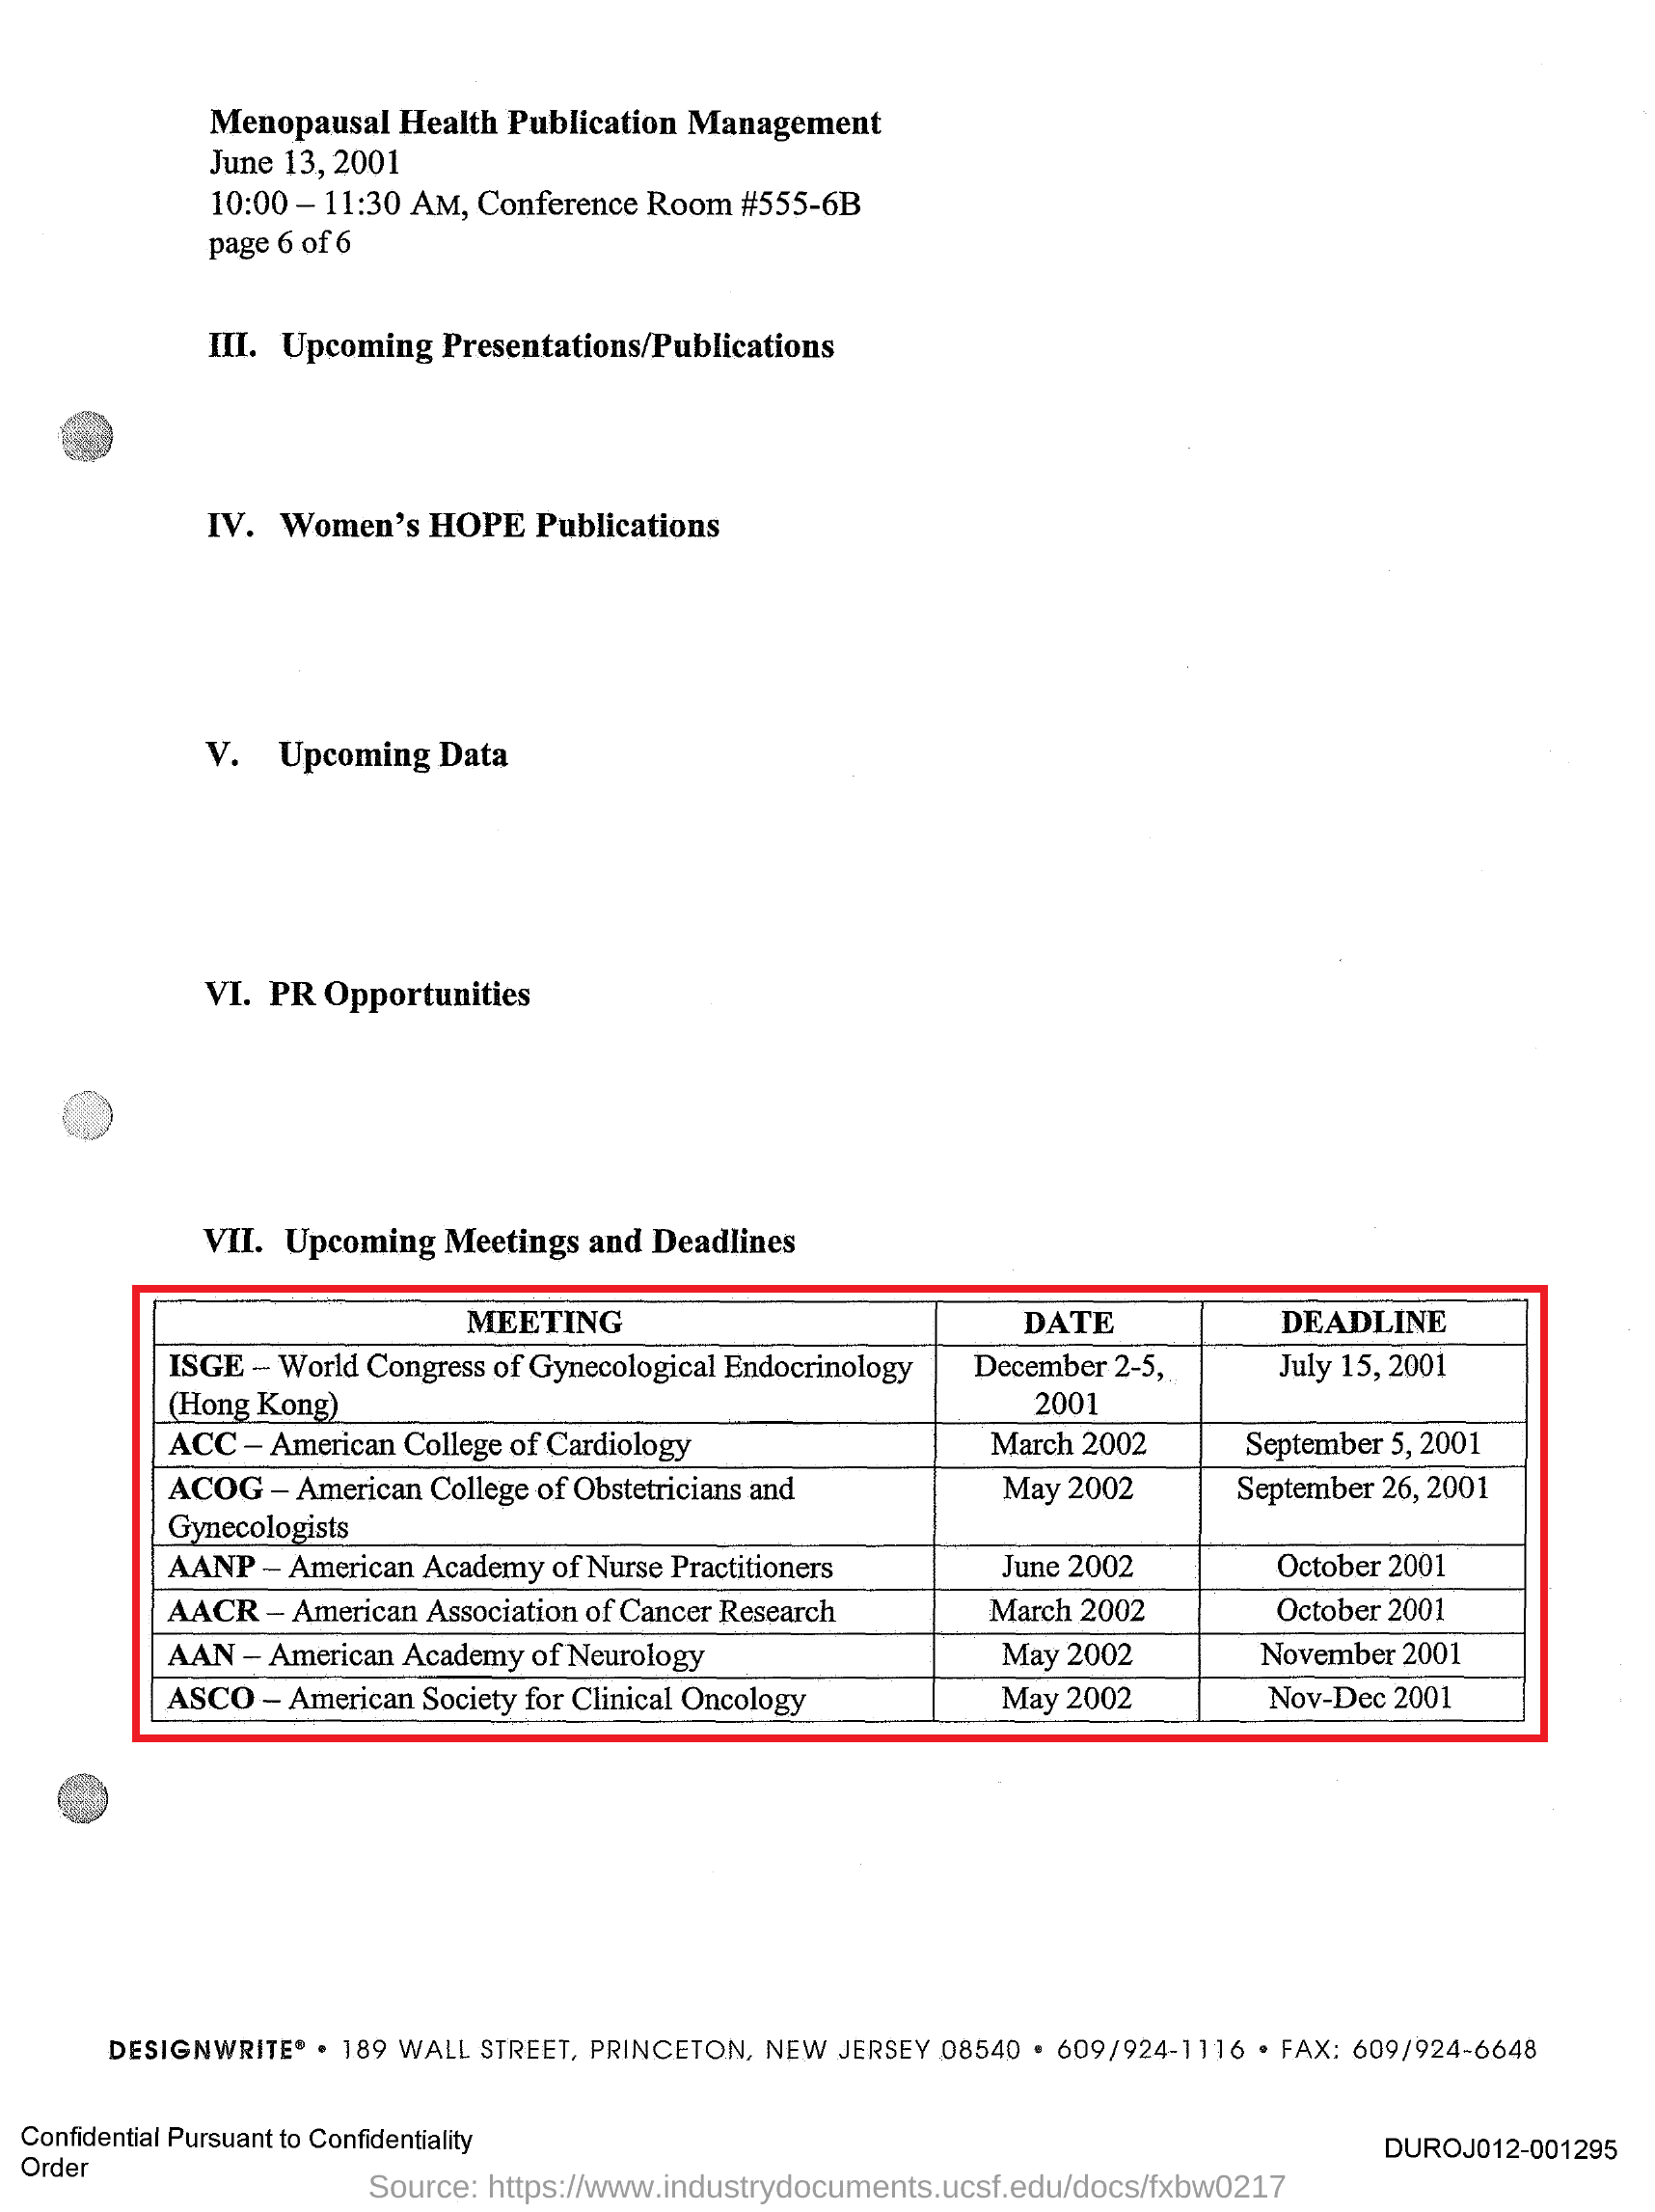 Menopausal Health Publication Management
June 13, 2001
10:00 – 11:30 AM, Conference Room #555-6B
page 6 of 6
III. Upcoming Presentations/Publications
IV. Women's HOPE Publications
V. Upcoming Data
VI. PR Opportunities
VII. Upcoming Meetings and Deadlines
MEETING DATE DEADLINE
ISGE – World Congress of Gynecological Endocrinology December 2-5, July 15, 2001
(Hong Kong) 2001
ACC – American College of Cardiology March 2002 September 5, 2001
ACOG – American College of Obstetricians and May 2002 September 26, 2001
Gynecologists
AANP – American Academy of Nurse Practitioners June 2002 October 2001
AACR – American Association of Cancer Research March 2002 October 2001
AAN – American Academy of Neurology May 2002 November 2001
ASCO – American Society for Clinical Oncology May 2002 Nov-Dec 2001
DESIGNWRITE® • 189 WALL STREET, PRINCETON, NEW JERSEY 08540 • 609/924-1116 • FAX: 609/924-6648
Confidential Pursuant to Confidentiality
Order
DUROJ012-001295
Source: https://www.industrydocuments.ucsf.edu/docs/fxbw0217